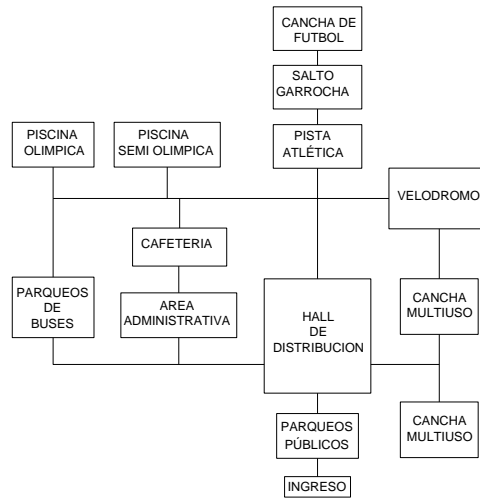 CANCHA DE
FUTBOL
SALTO
GARROCHA
PISCINA
OLIMPICA
PISCINA
SEMI OLIMPICA
PISTA
ATLÉTICA
VELODROMO
CAFETERIA
PARQUEOS
DE
BUSES
AREA
ADMINISTRATIVA
HALL
DE
DISTRIBUCION
CANCHA
MULTIUSO
PARQUEOS
PÚBLICOS
CANCHA
MULTIUSO
INGRESO